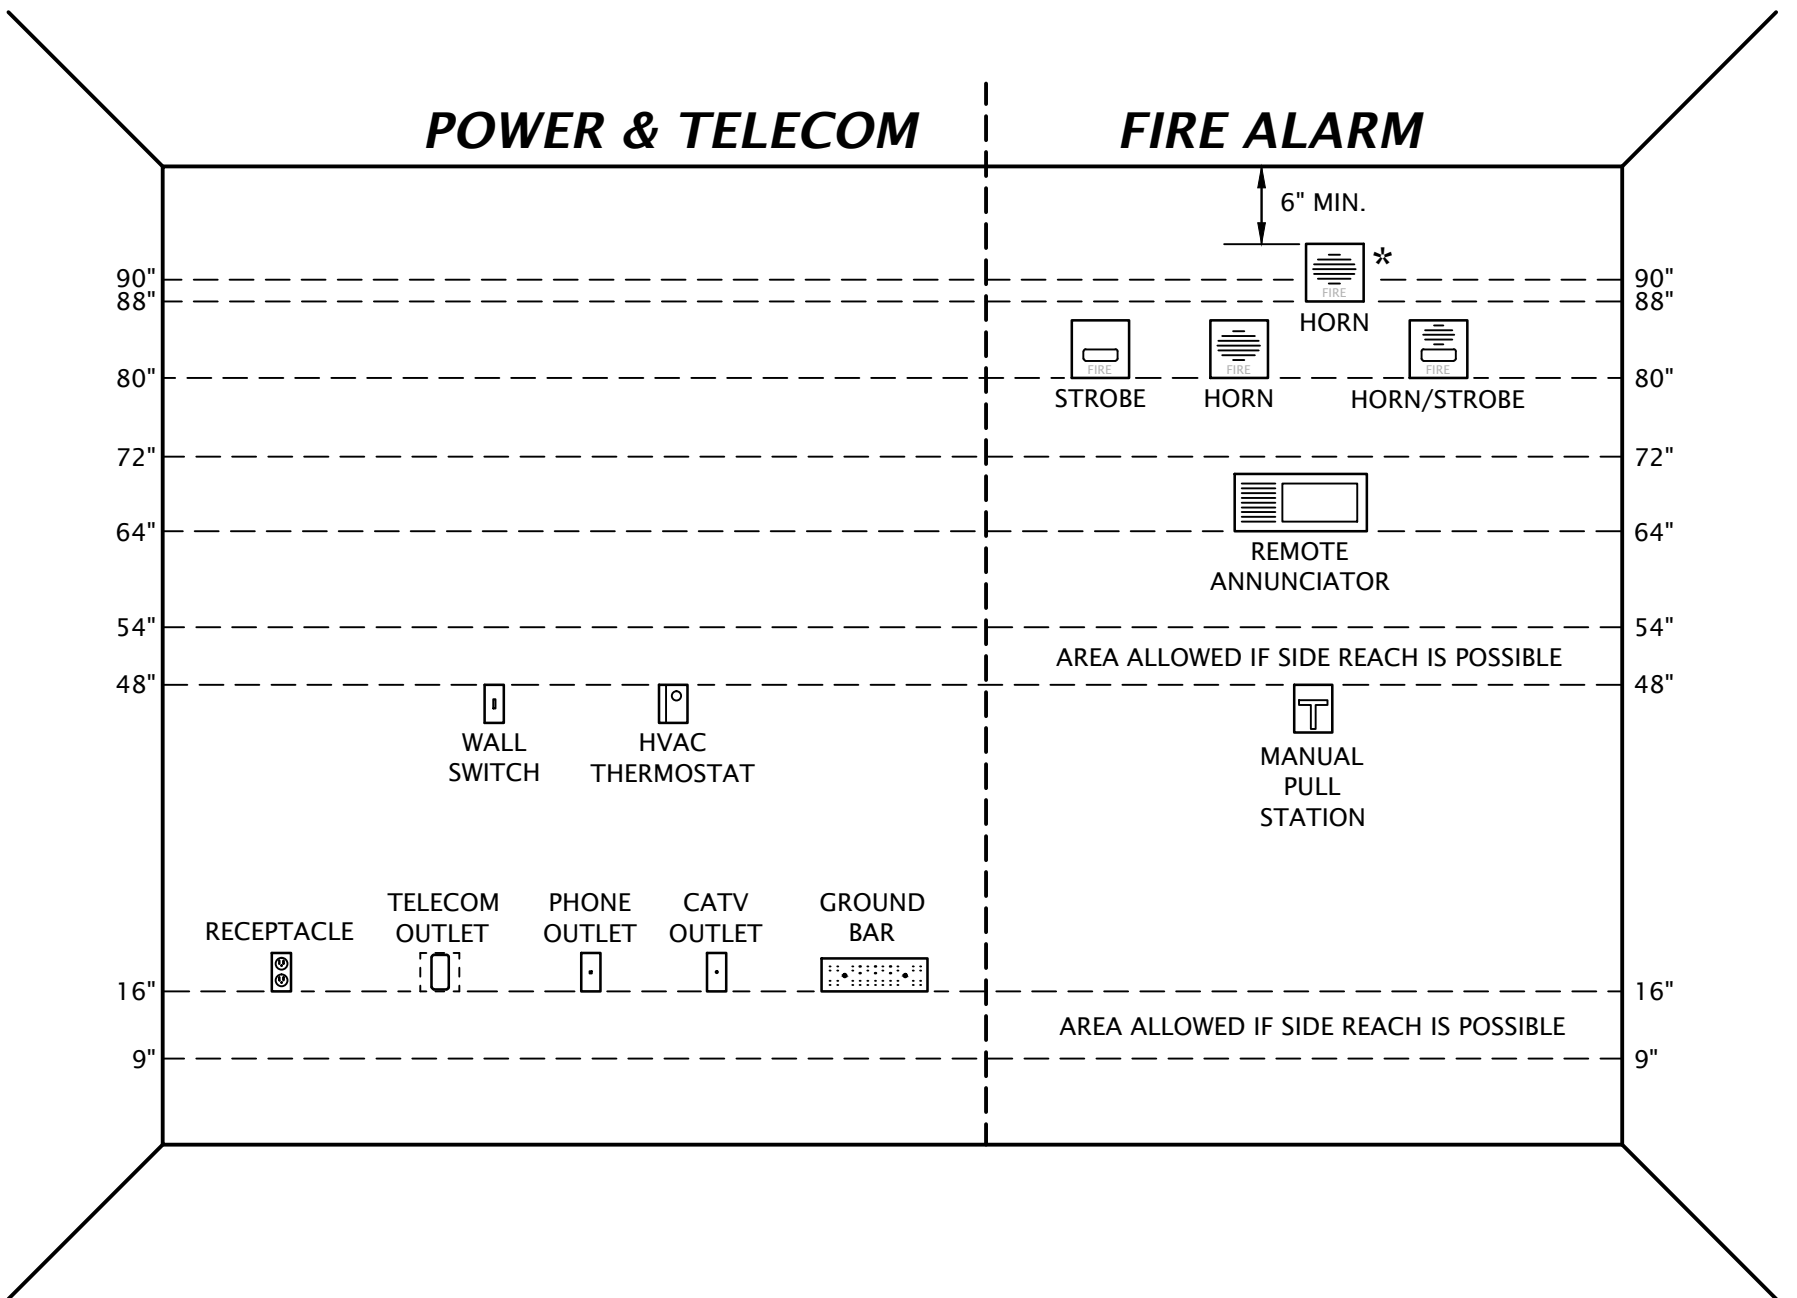 POWER & TELECOM
FIRE ALARM
6" MIN.
90"
*
90"
FIRE
88"
88"
HORN
FIRE
FIRE
FIRE
80"
80"
STROBE
HORN
HORN/STROBE
72"
72"
64"
64"
REMOTE
ANNUNCIATOR
54"
54"
AREA ALLOWED IF SIDE REACH IS POSSIBLE
48"
48"
WALL
SWITCH
HVAC
THERMOSTAT
MANUAL
PULL
STATION
RECEPTACLE
TELECOM
OUTLET
PHONE
OUTLET
CATV
OUTLET
GROUND
BAR
16"
16"
AREA ALLOWED IF SIDE REACH IS POSSIBLE
9"
9"